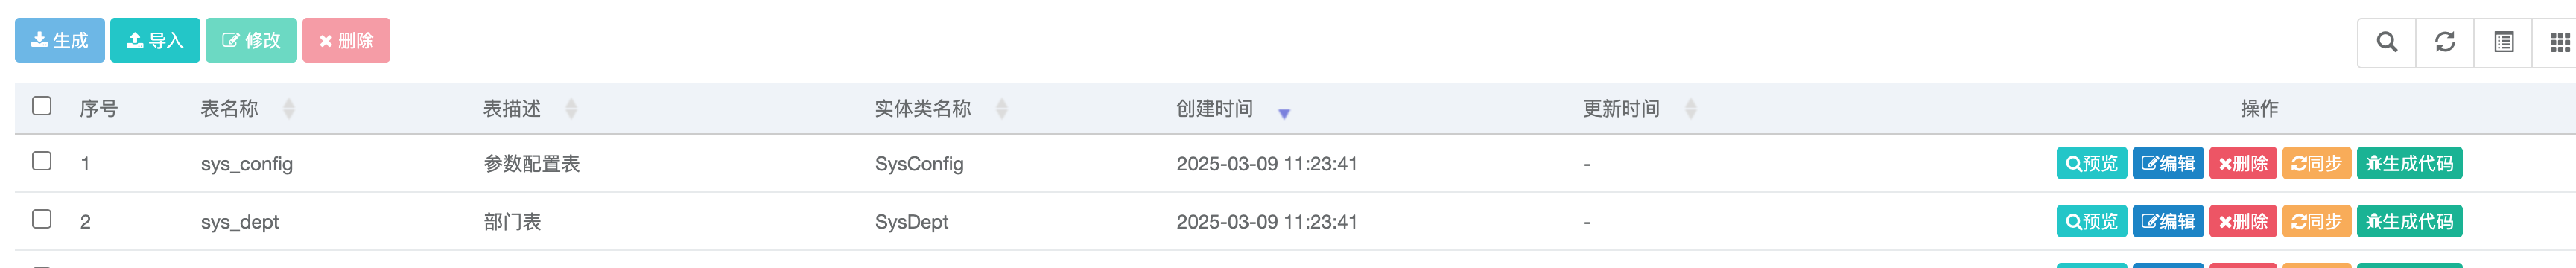 生成 导入 修改 删除
序号 表名称 表描述 实体类名称 创建时间 更新时间 操作
1 sys_config 参数配置表 SysConfig 2025-03-09 11:23:41 - 预览 编辑 删除 同步 生成代码
2 sys_dept 部门表 SysDept 2025-03-09 11:23:41 - 预览 编辑 删除 同步 生成代码